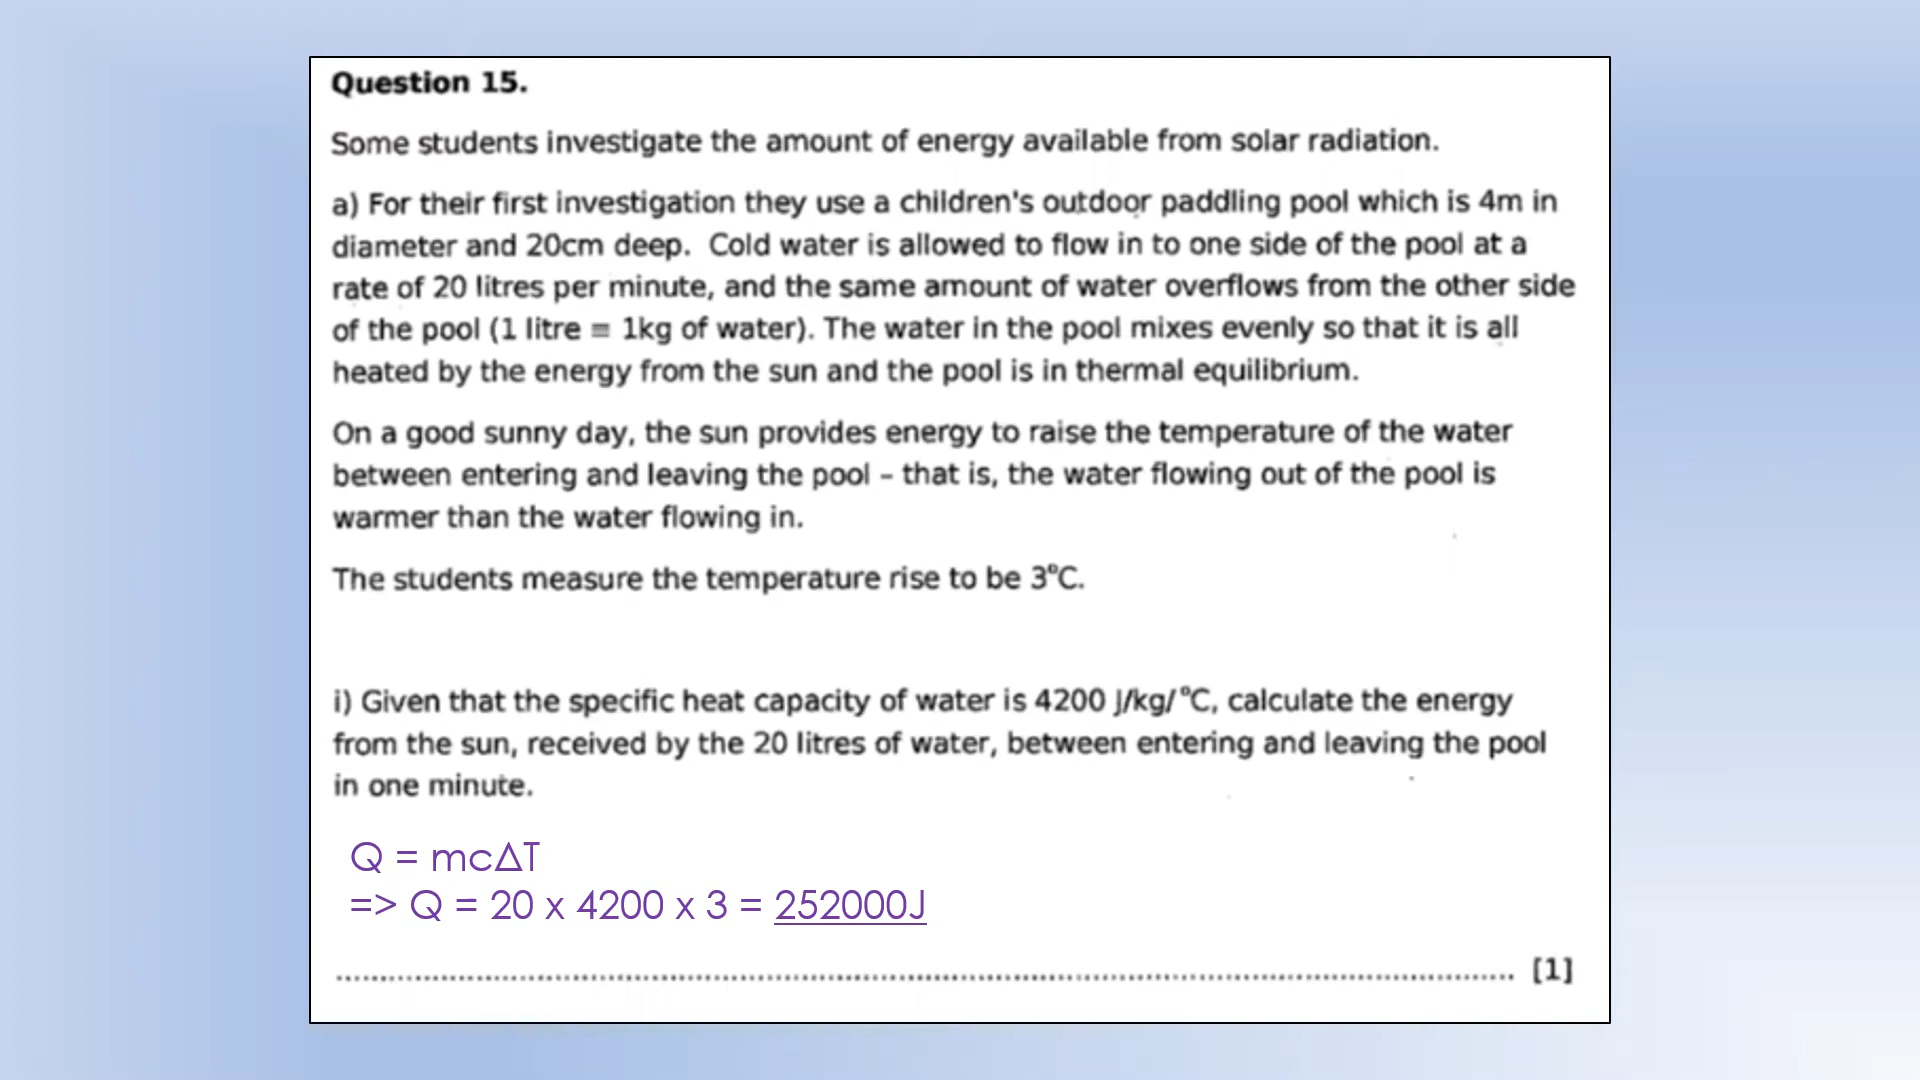 Question 15.
Some students investigate the amount of energy available from solar radiation.
a) For their first investigation they use a children's outdoor paddling pool which is 4m in
diameter and 20cm deep.  Cold water is allowed to flow in to one side of the pool at a
rate of 20 litres per minute, and the same amount of water overflows from the other side
of the pool (1 litre ≡ 1kg of water). The water in the pool mixes evenly so that it is all
heated by the energy from the sun and the pool is in thermal equilibrium.
On a good sunny day, the sun provides energy to raise the temperature of the water
between entering and leaving the pool – that is, the water flowing out of the pool is
warmer than the water flowing in.
The students measure the temperature rise to be 3°C.
i) Given that the specific heat capacity of water is 4200 J/kg/°C, calculate the energy
from the sun, received by the 20 litres of water, between entering and leaving the pool
in one minute.
Q = mcΔT
=> Q = 20 x 4200 x 3 = 252000J
[1]